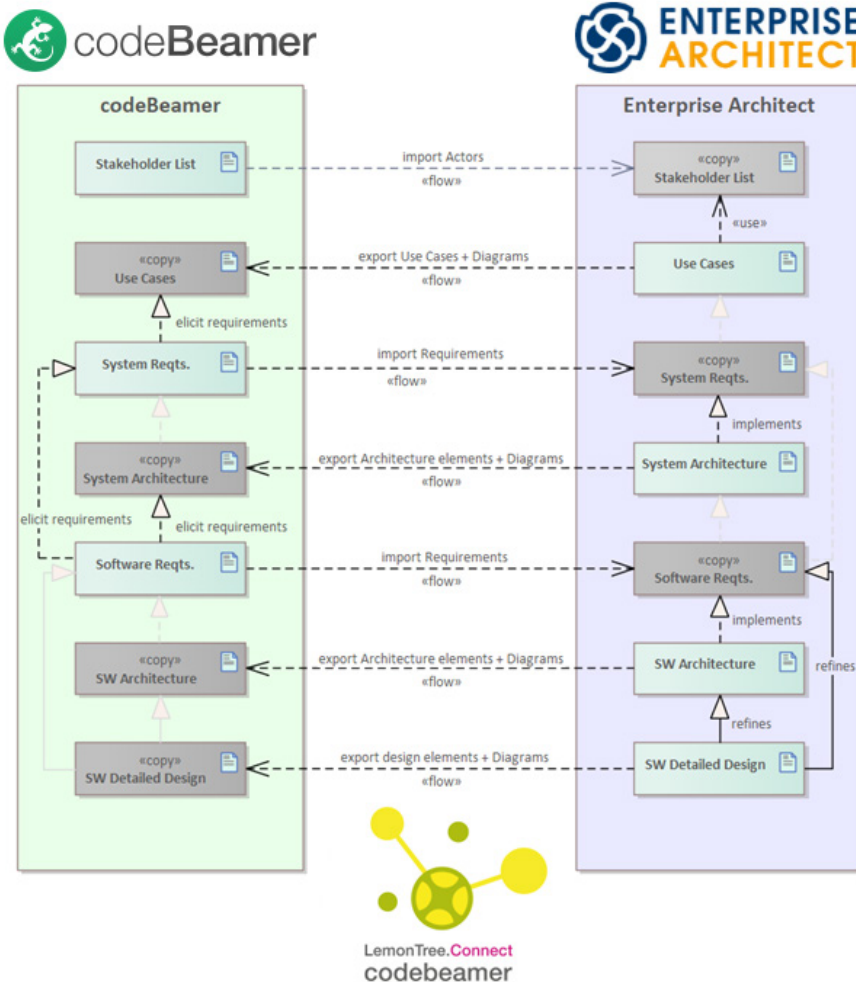 codeBeamer
ENTERPRISE
ARCHITECT
codeBeamer
Enterprise Architect
Stakeholder List
import Actors
«flow»
«copy»
Stakeholder List
«use»
«copy»
Use Cases
export Use Cases + Diagrams
«flow»
Use Cases
elicit requirements
System Reqts.
import Requirements
«flow»
«copy»
System Reqts.
implements
«copy»
System Architecture
export Architecture elements + Diagrams
«flow»
System Architecture
elicit requirements
elicit requirements
Software Reqts.
import Requirements
«flow»
«copy»
Software Reqts.
implements
«copy»
SW Architecture
export Architecture elements + Diagrams
«flow»
SW Architecture
refines
refines
«copy»
SW Detailed Design
export design elements + Diagrams
«flow»
SW Detailed Design
LemonTree.Connect
codebeamer